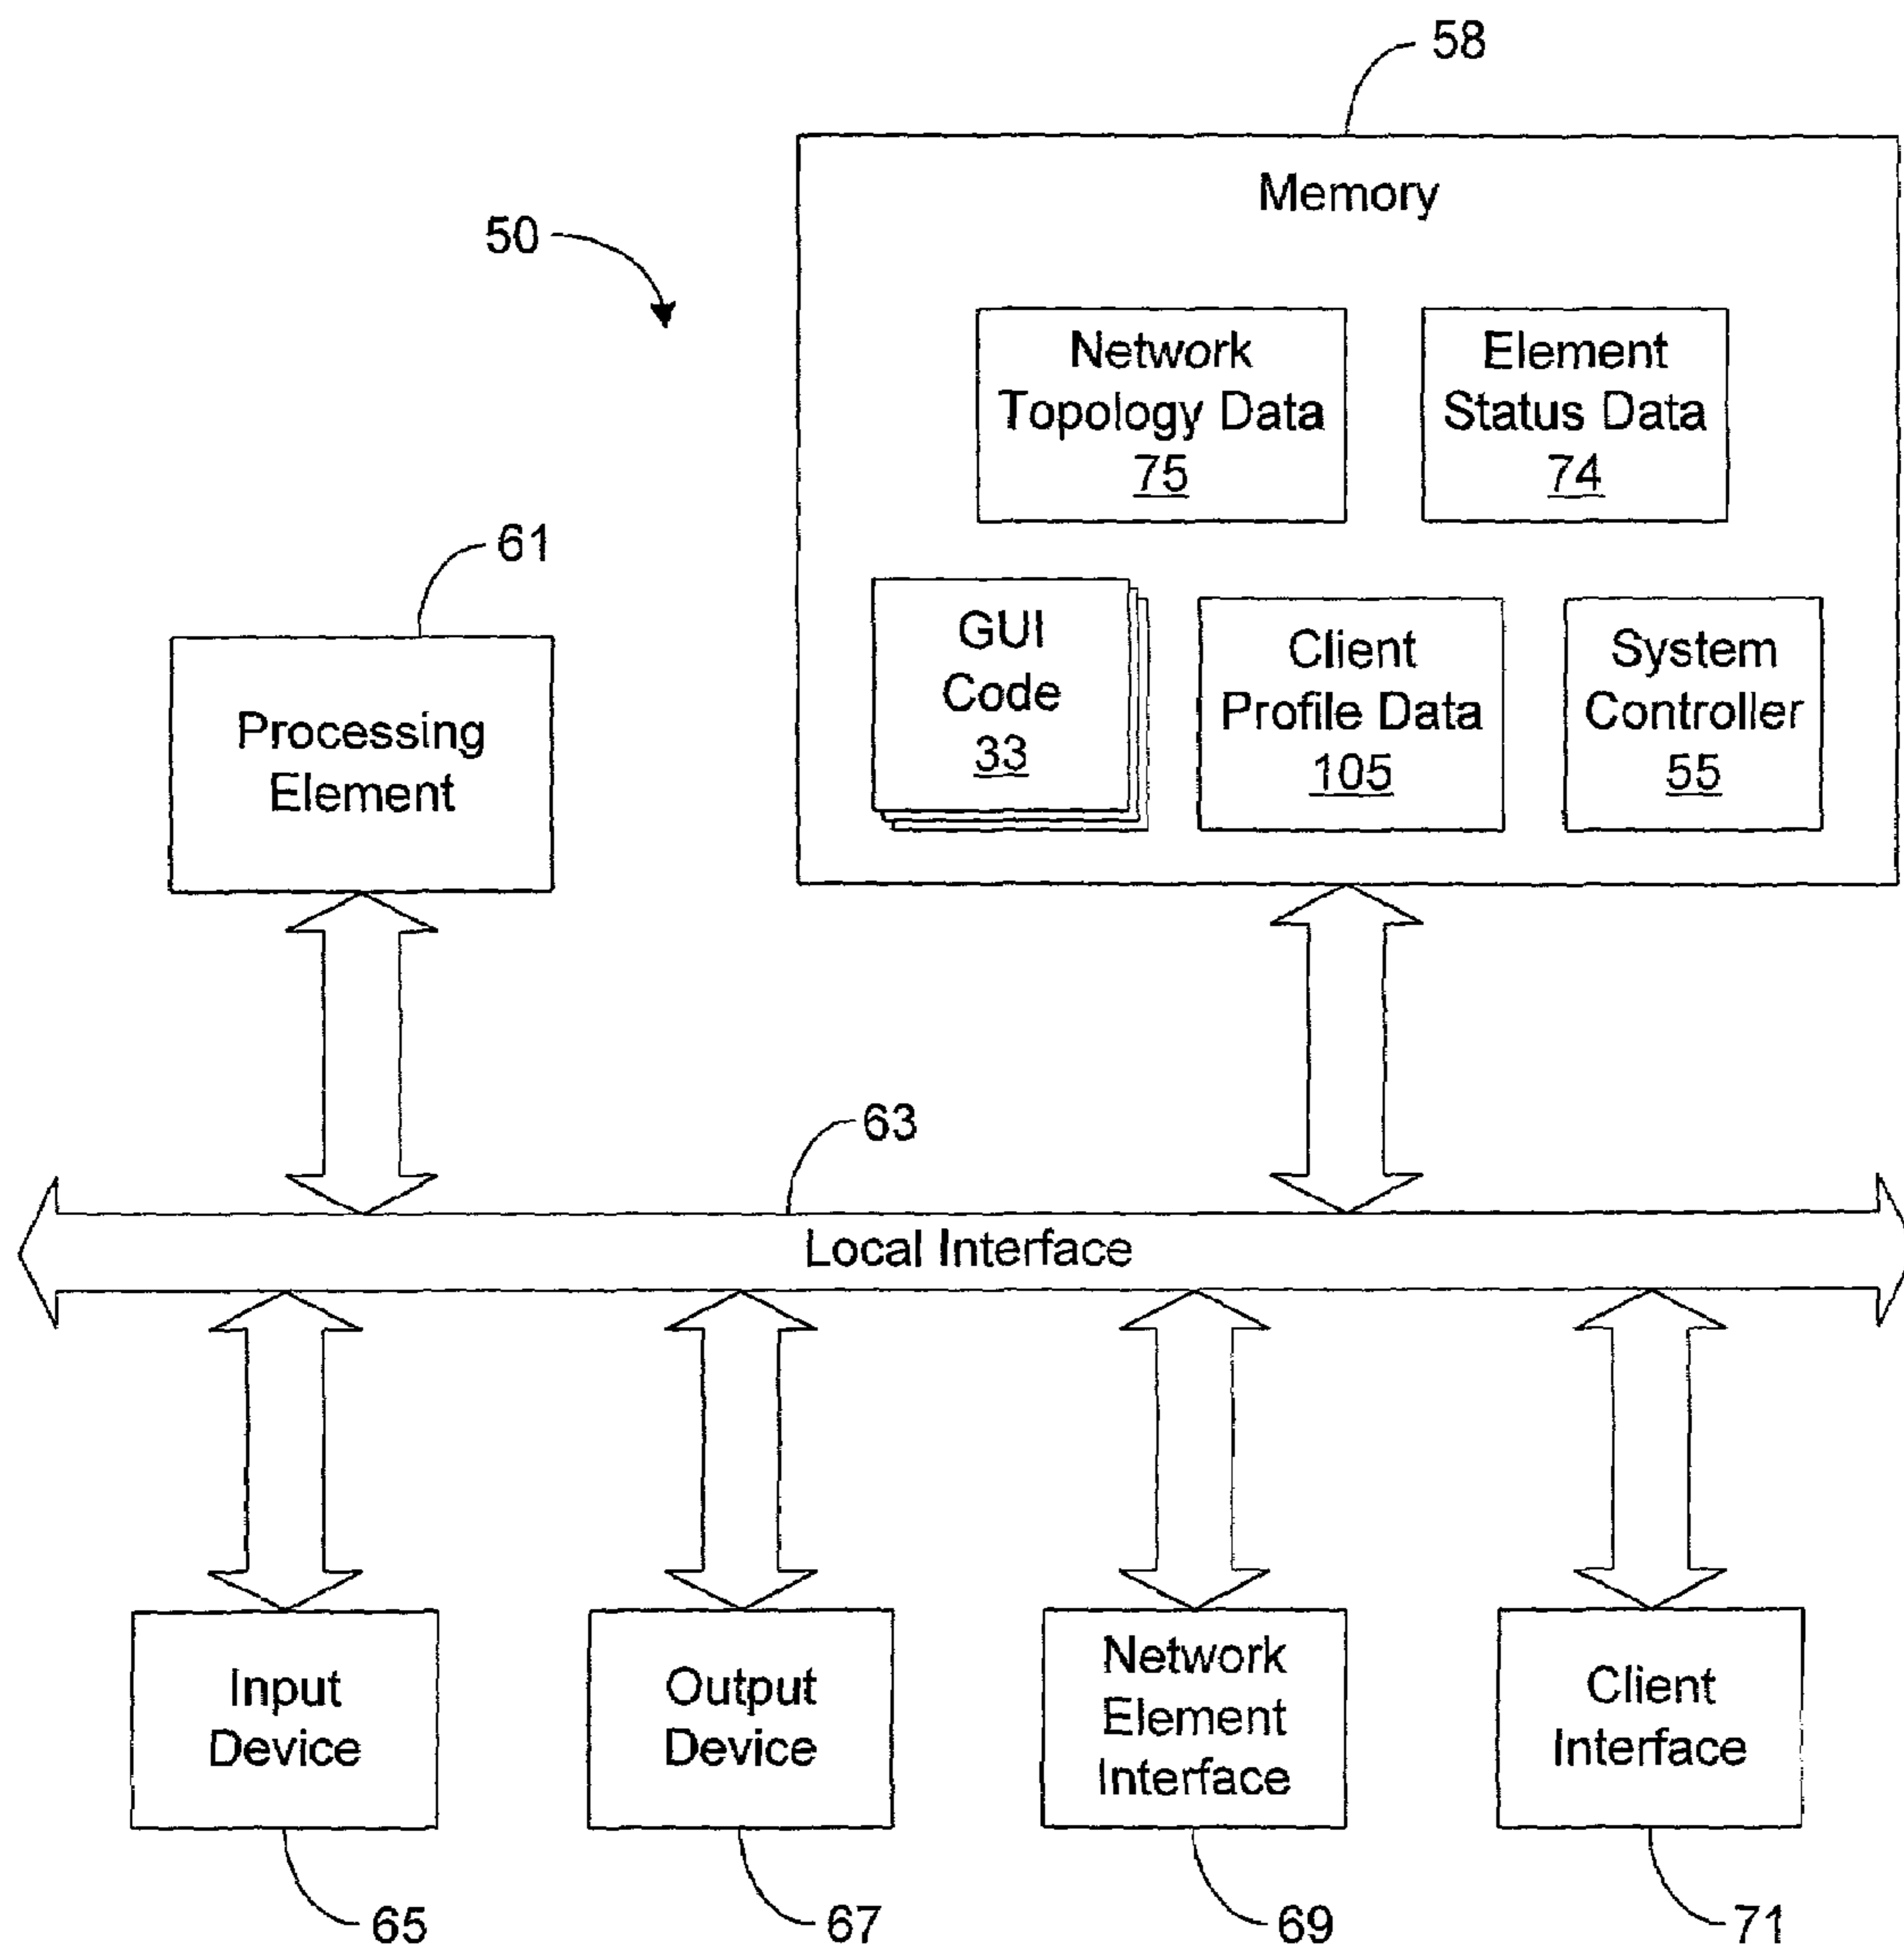 58
Memory
50
Network
Topology Data
75
Element
Status Data
74
61
Processing
Element
GUI
Code
33
Client
Profile Data
105
System
Controller
55
63
Local Interface
Input
Device
Output
Device
Network
Element
Interface
Client
Interface
65
67
69
71